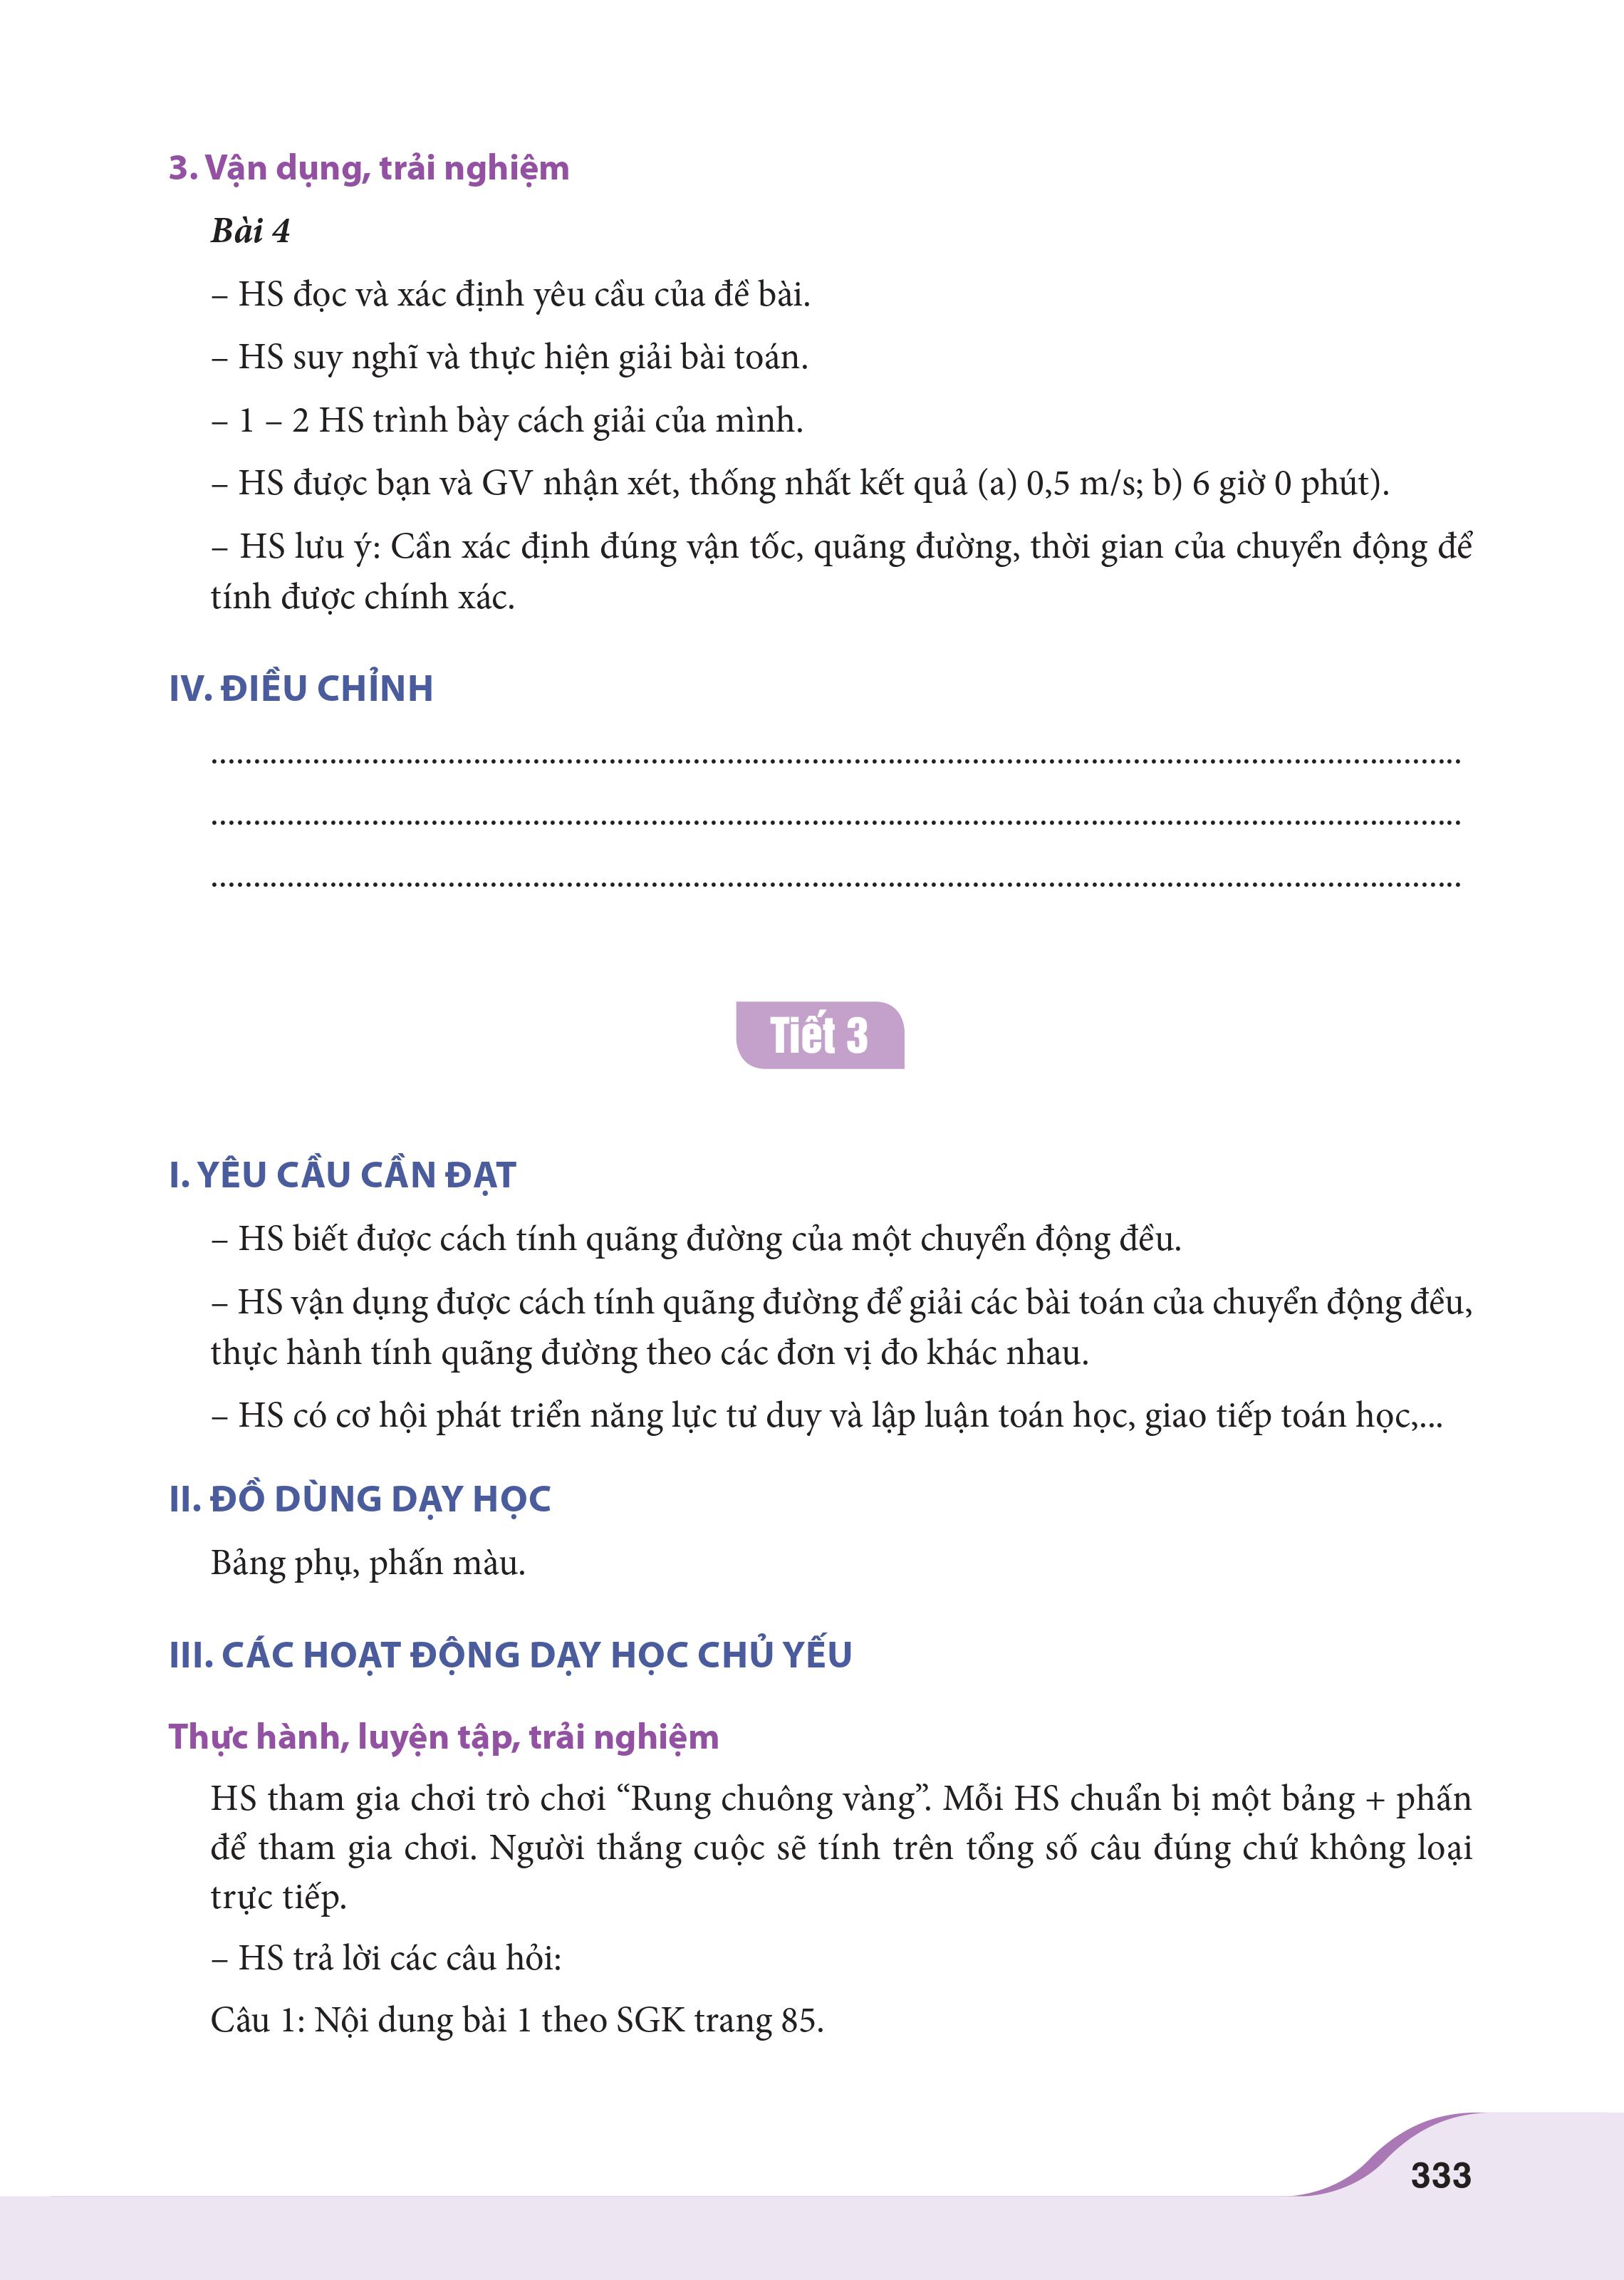 3. Vận dụng, trải nghiệm
Bài 4
– HS đọc và xác định yêu cầu của đề bài.
– HS suy nghĩ và thực hiện giải bài toán.
– 1 – 2 HS trình bày cách giải của mình.
– HS được bạn và GV nhận xét, thống nhất kết quả (a) 0,5 m/s; b) 6 giờ 0 phút).
– HS lưu ý: Cần xác định đúng vận tốc, quãng đường, thời gian của chuyển động để
tính được chính xác.
IV. ĐIỀU CHỈNH
....................................................................................................................................................
....................................................................................................................................................
....................................................................................................................................................
Tiết 3
I. YÊU CẦU CẦN ĐẠT
– HS biết được cách tính quãng đường của một chuyển động đều.
– HS vận dụng được cách tính quãng đường để giải các bài toán của chuyển động đều,
thực hành tính quãng đường theo các đơn vị đo khác nhau.
– HS có cơ hội phát triển năng lực tư duy và lập luận toán học, giao tiếp toán học,...
II. ĐỒ DÙNG DẠY HỌC
Bảng phụ, phấn màu.
III. CÁC HOẠT ĐỘNG DẠY HỌC CHỦ YẾU
Thực hành, luyện tập, trải nghiệm
HS tham gia chơi trò chơi “Rung chuông vàng”. Mỗi HS chuẩn bị một bảng + phấn
để tham gia chơi. Người thắng cuộc sẽ tính trên tổng số câu đúng chứ không loại
trực tiếp.
– HS trả lời các câu hỏi:
Câu 1: Nội dung bài 1 theo SGK trang 85.
333